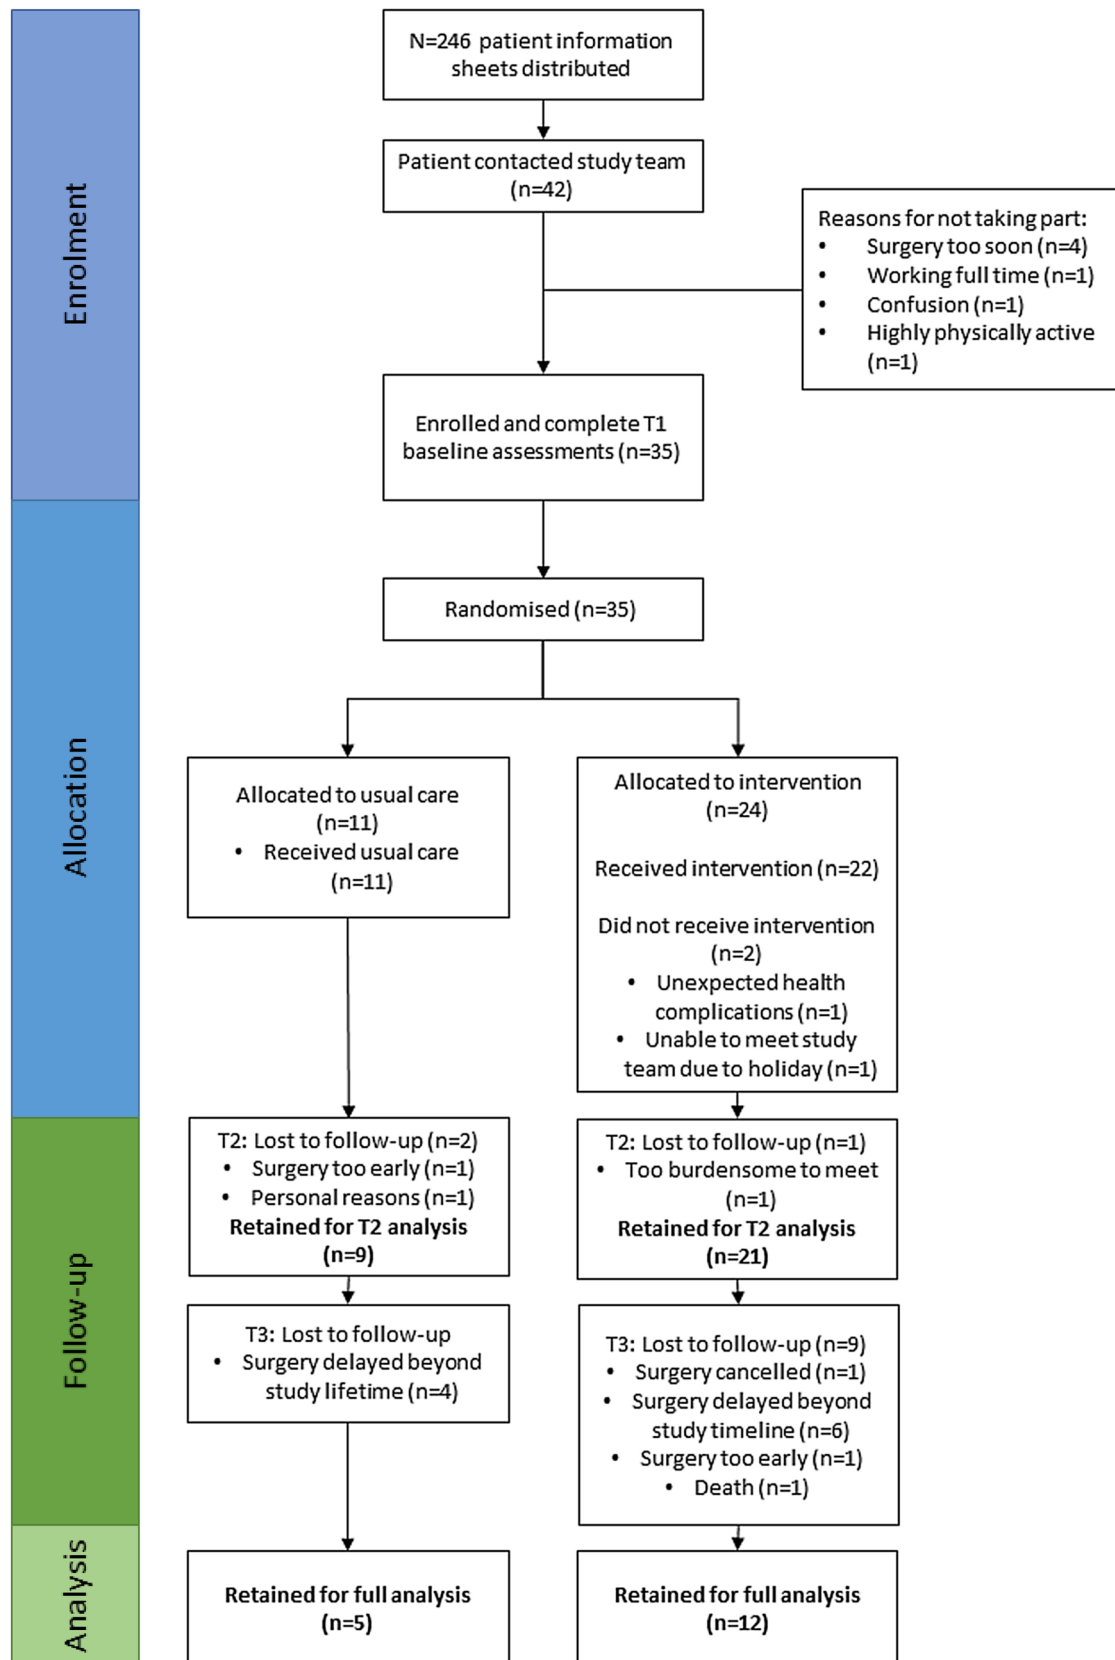 Enrolment
N=246 patient information
sheets distributed
Patient contacted study team
(n=42)
Reasons for not taking part:
• Surgery too soon (n=4)
• Working full time (n=1)
• Confusion (n=1)
• Highly physically active
(n=1)
Enrolled and complete T1
baseline assessments (n=35)
Allocation
Randomised (n=35)
Allocated to usual care
(n=11)
• Received usual care
(n=11)
Allocated to intervention
(n=24)
Received intervention (n=22)
Did not receive intervention
(n=2)
• Unexpected health
complications (n=1)
• Unable to meet study
team due to holiday (n=1)
Follow-up
T2: Lost to follow-up (n=2)
• Surgery too early (n=1)
• Personal reasons (n=1)
Retained for T2 analysis
(n=9)
T2: Lost to follow-up (n=1)
• Too burdensome to meet
(n=1)
Retained for T2 analysis
(n=21)
T3: Lost to follow-up
• Surgery delayed beyond
study lifetime (n=4)
T3: Lost to follow-up (n=9)
• Surgery cancelled (n=1)
• Surgery delayed beyond
study timeline (n=6)
• Surgery too early (n=1)
• Death (n=1)
Analysis
Retained for full analysis
(n=5)
Retained for full analysis
(n=12)